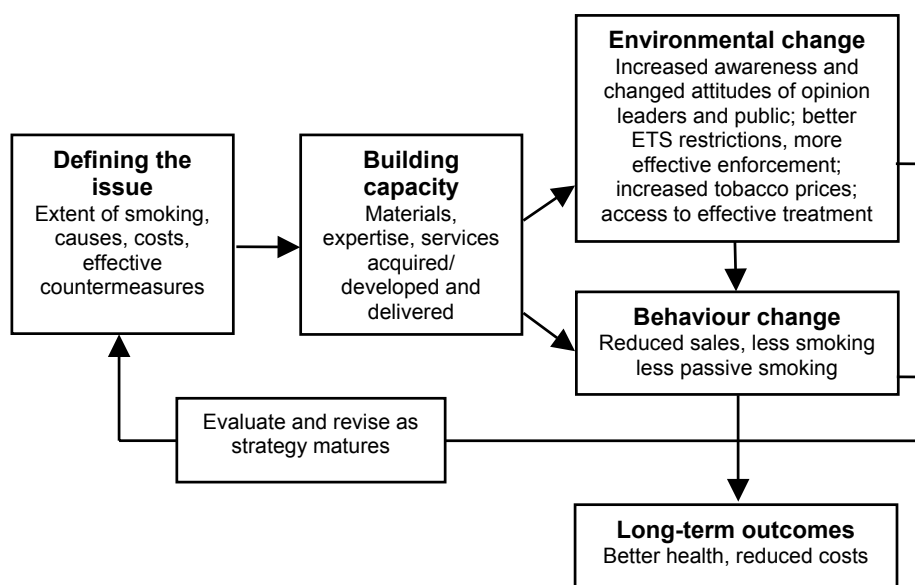 Defining the
issue
Extent of smoking,
causes, costs,
effective
countermeasures
Building
capacity
Materials,
expertise, services
acquired/
developed and
delivered
Environmental change
Increased awareness and
changed attitudes of opinion
leaders and public; better
ETS restrictions, more
effective enforcement;
increased tobacco prices;
access to effective treatment
Behaviour change
Reduced sales, less smoking
less passive smoking
Evaluate and revise as
strategy matures
Long-term outcomes
Better health, reduced costs